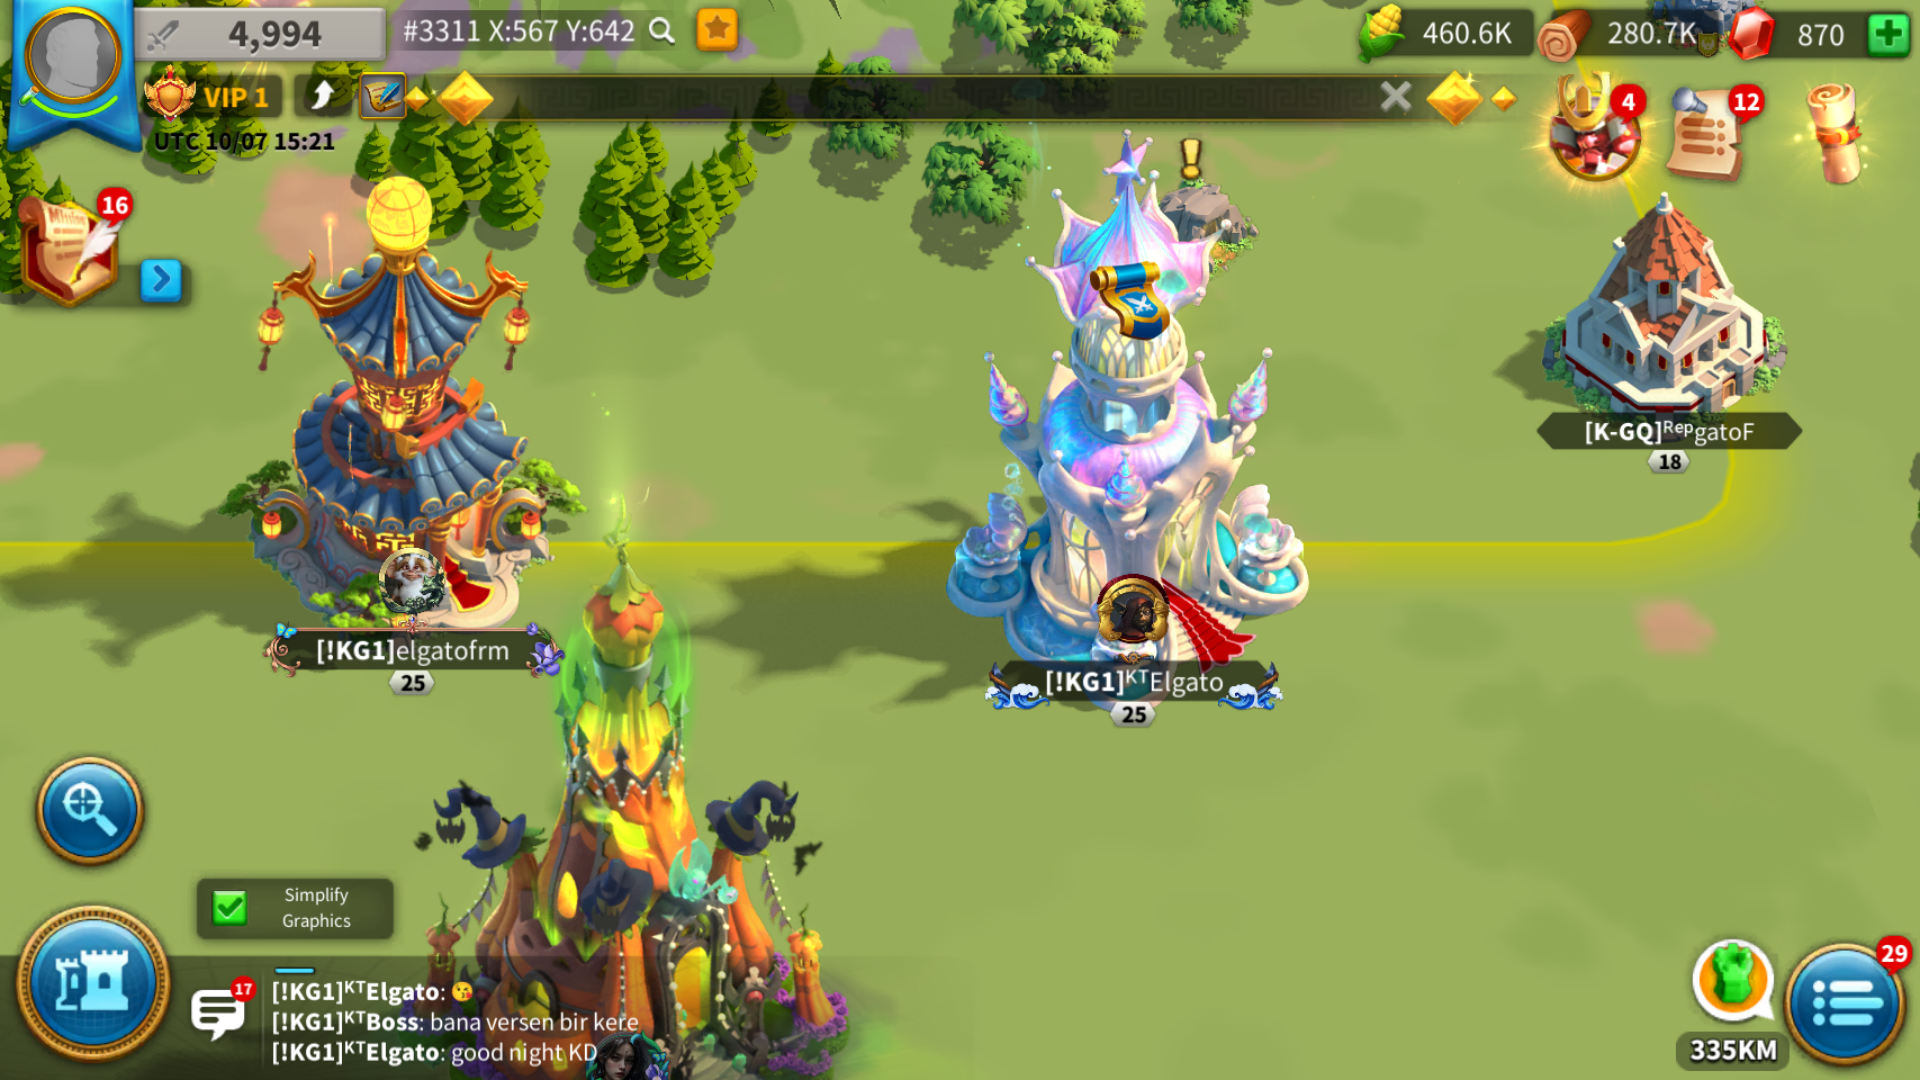 4,994
#3311 X:567 Y:642
460.6K
280.7K
870
VIP 1
UTC 10/07 15:21
4
12
Mission
16
[K-GQ]ᴿᵉᵖgatoF
18
[!KG1]elgatofrm
25
[!KG1]ᴷᵀElgato
25
Simplify
Graphics
17
[!KG1]ᴷᵀElgato: 😘
[!KG1]ᴷᵀBoss: bana versen bir kere
[!KG1]ᴷᵀElgato: good night KD
29
335KM